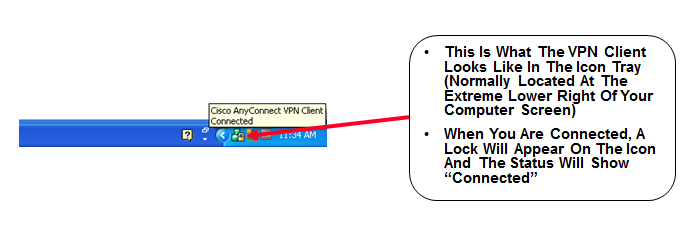 • This Is What The VPN Client
Looks Like In The Icon Tray
(Normally Located At The
Extreme Lower Right Of Your
Computer Screen)
• When You Are Connected, A
Lock Will Appear On The Icon
And The Status Will Show
“Connected”
Cisco AnyConnect VPN Client
Connected
11:34 AM